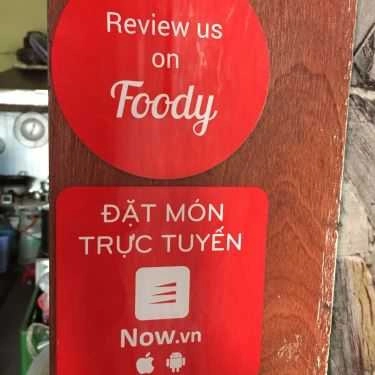 Review us
on
Foody
ĐẶT MÓN
TRỰC TUYẾN
Now.vn